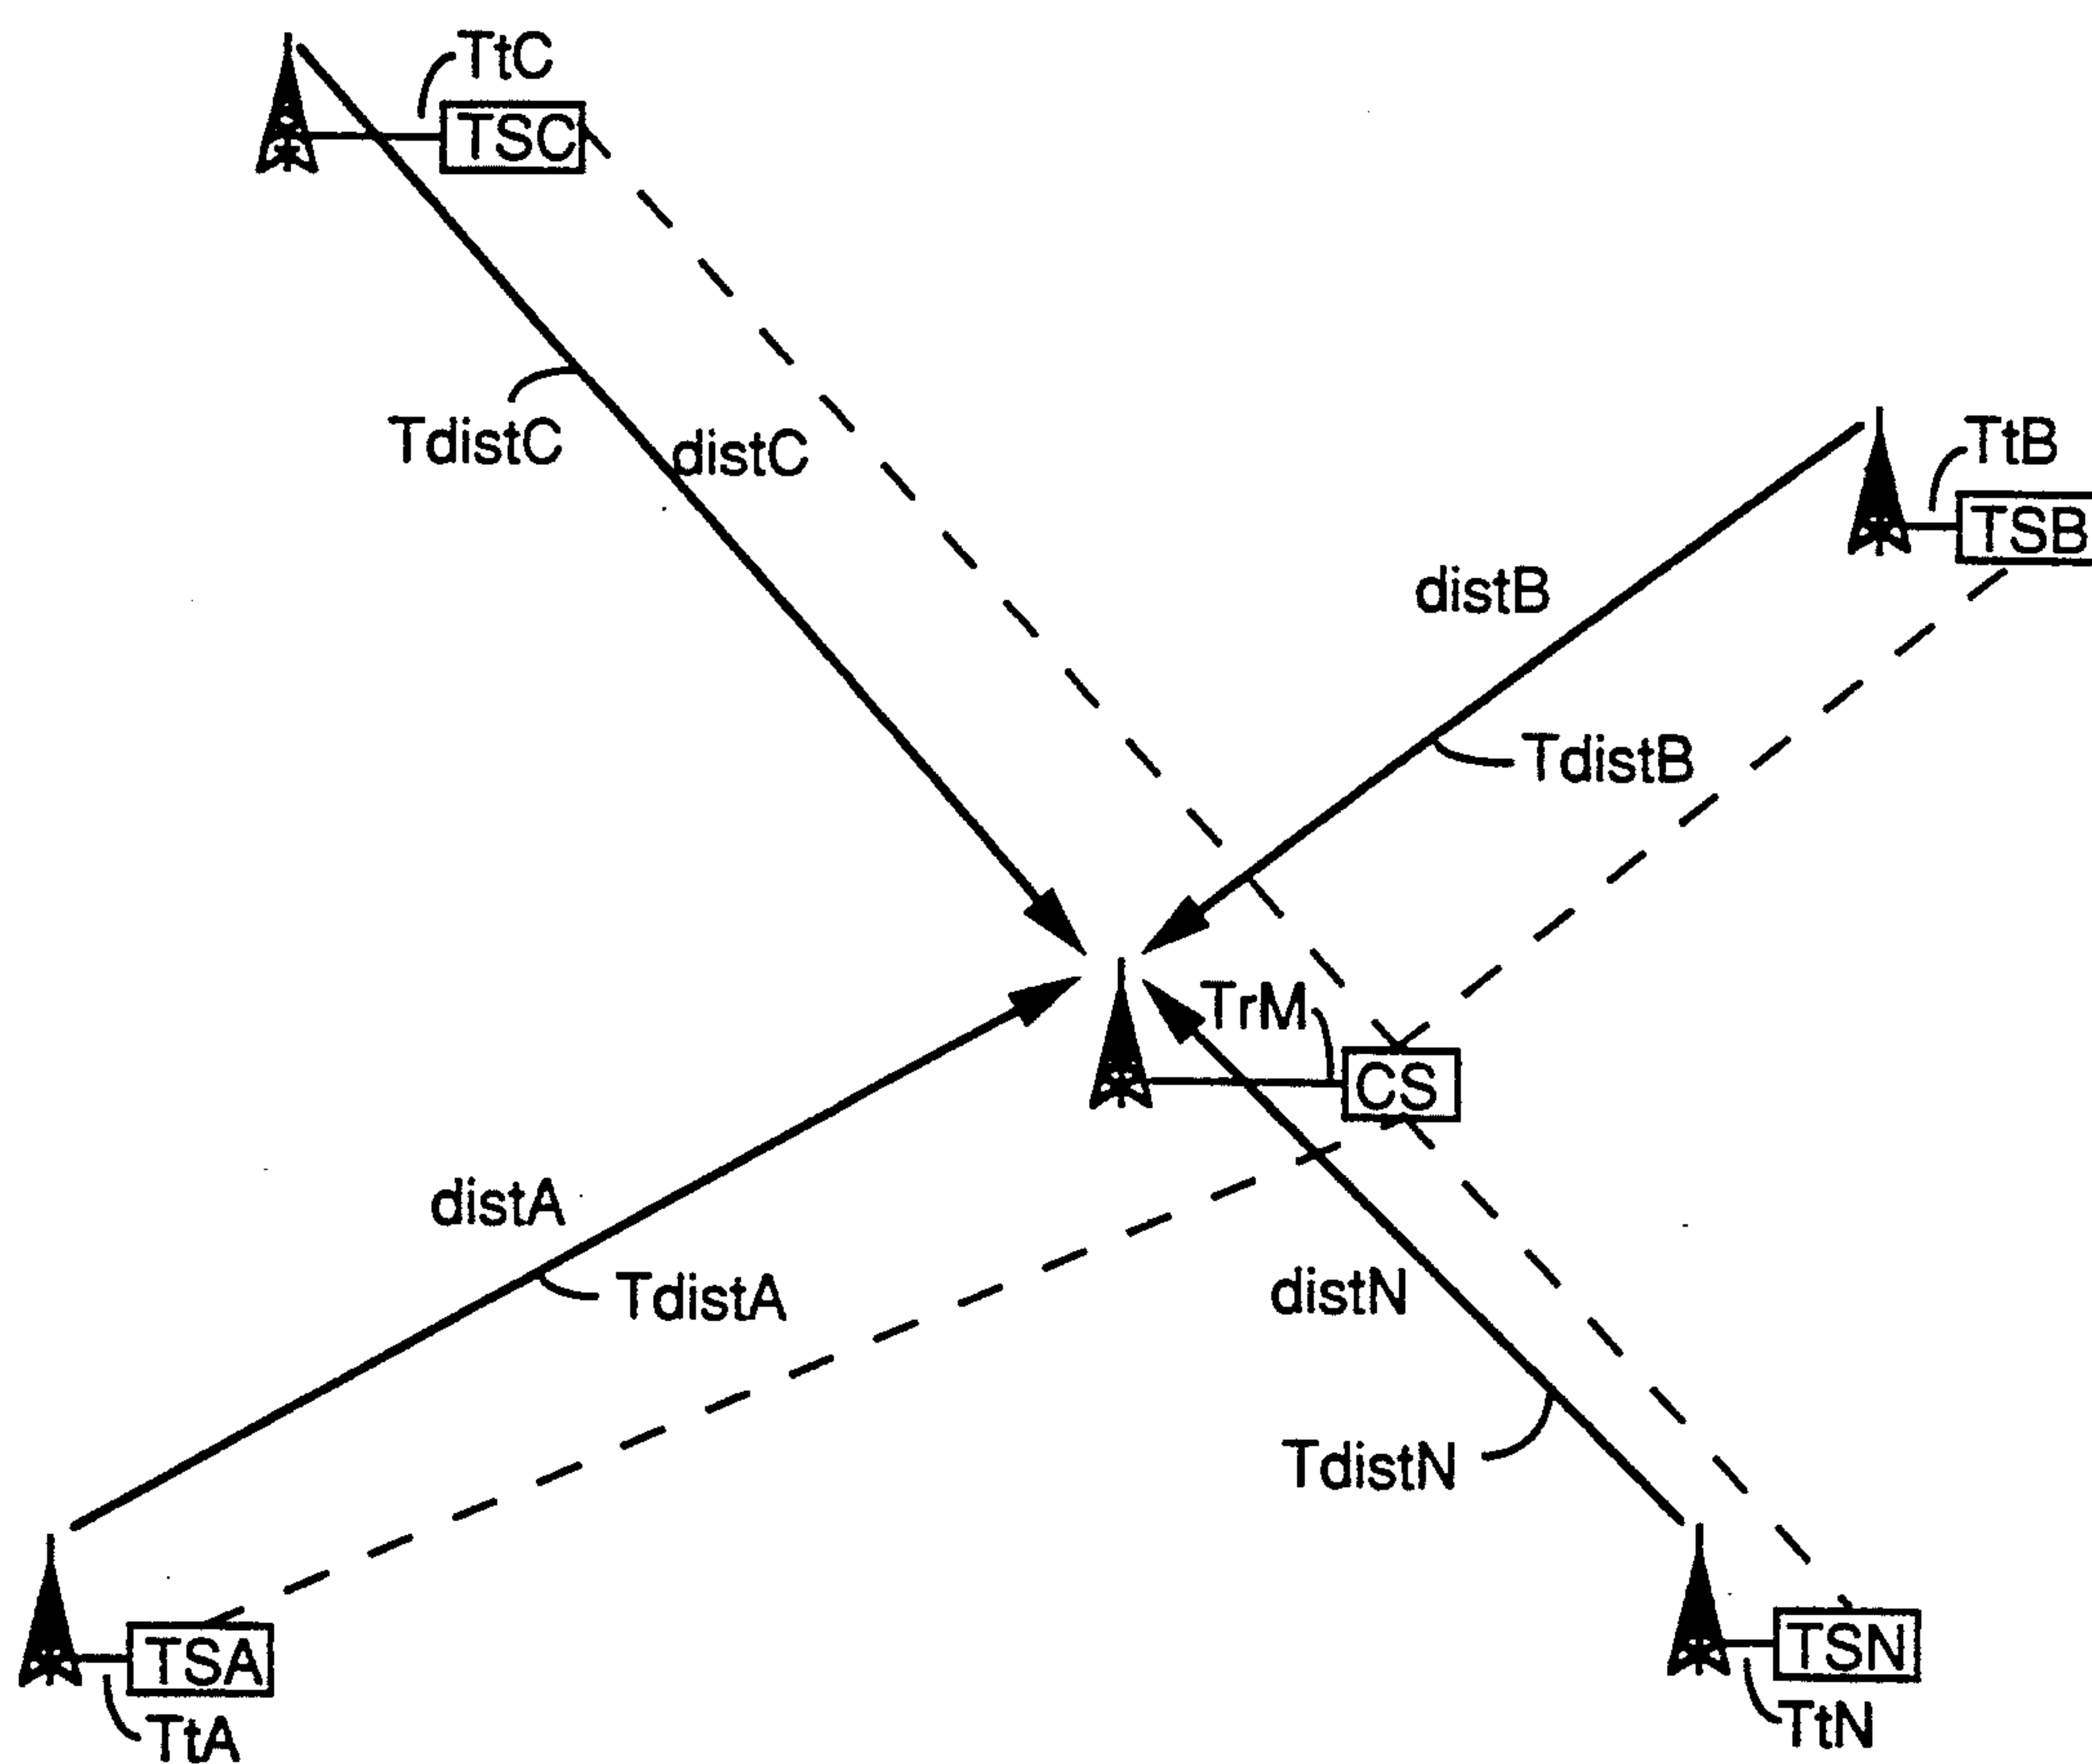 TtC
TSC
TdistC
distC
TtB
TSB
distB
TdistB
TrM
CS
distA
TdistA
distN
TdistN
TSA
TtA
TSN
TtN